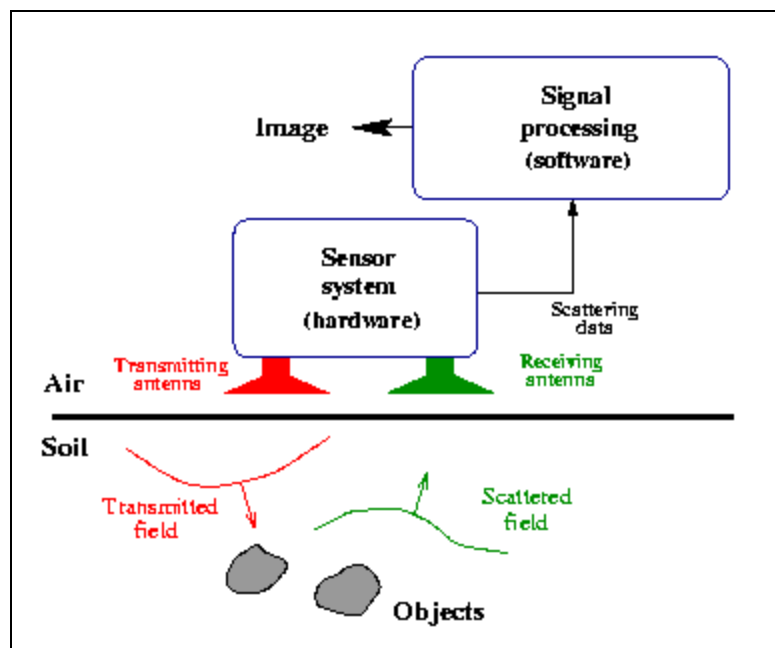 Signal
processing
(software)
Image
Sensor
system
(hardware)
Scattering
data
Transmitting
antenna
Receiving
antenna
Air
Soil
Transmitted
field
Scattered
field
Objects